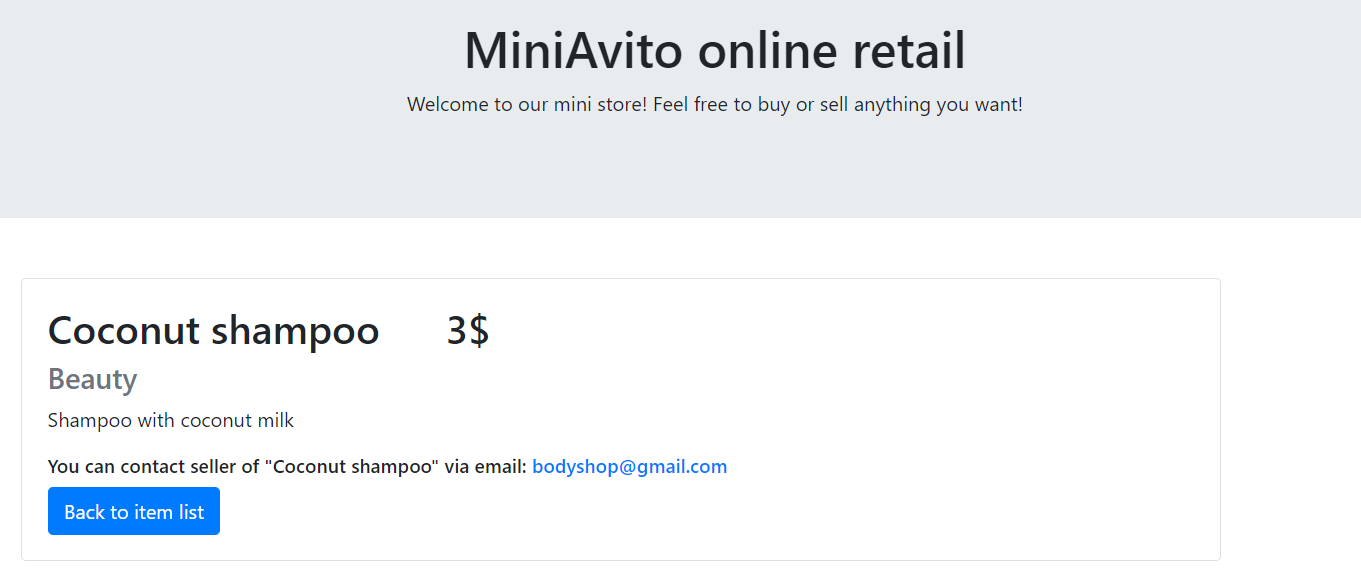 MiniAvito online retail
Welcome to our mini store! Feel free to buy or sell anything you want!
Coconut shampoo 3$
Beauty
Shampoo with coconut milk
You can contact seller of "Coconut shampoo" via email: bodyshop@gmail.com
Back to item list